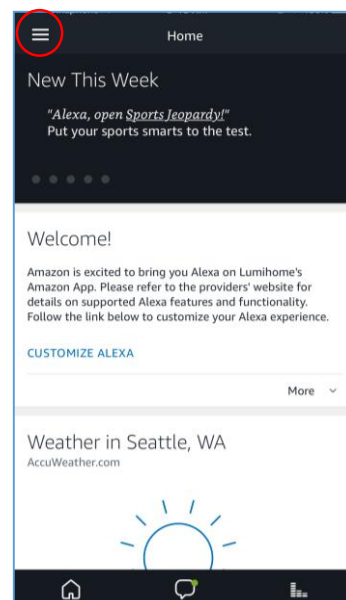 Home
New This Week
"Alexa, open Sports Jeopardy!"
Put your sports smarts to the test.
Welcome!
Amazon is excited to bring you Alexa on Lumihome's
Amazon App. Please refer to the providers' website for
details on supported Alexa features and functionality.
Follow the link below to customize your Alexa experience.
CUSTOMIZE ALEXA
More
Weather in Seattle, WA
AccuWeather.com